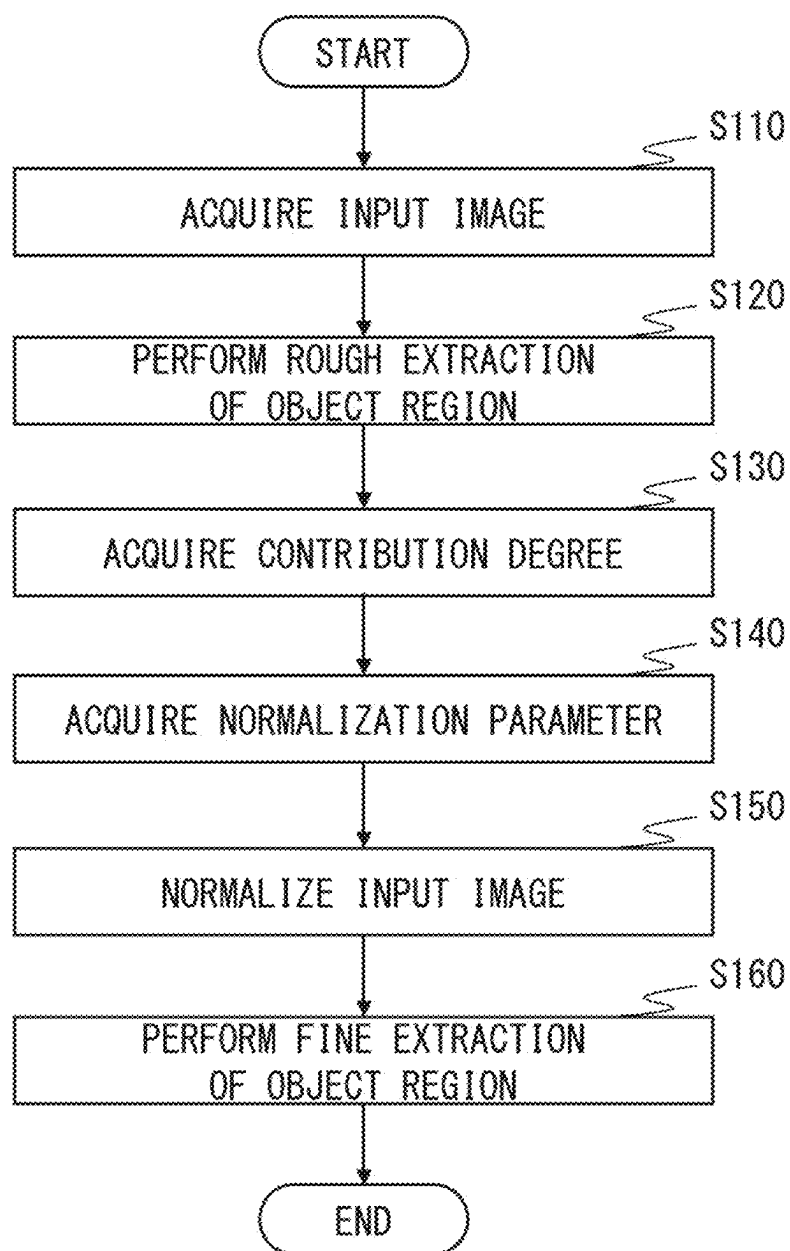 START
S110
ACQUIRE INPUT IMAGE
S120
PERFORM ROUGH EXTRACTION
OF OBJECT REGION
S130
ACQUIRE CONTRIBUTION DEGREE
S140
ACQUIRE NORMALIZATION PARAMETER
S150
NORMALIZE INPUT IMAGE
S160
PERFORM FINE EXTRACTION
OF OBJECT REGION
END